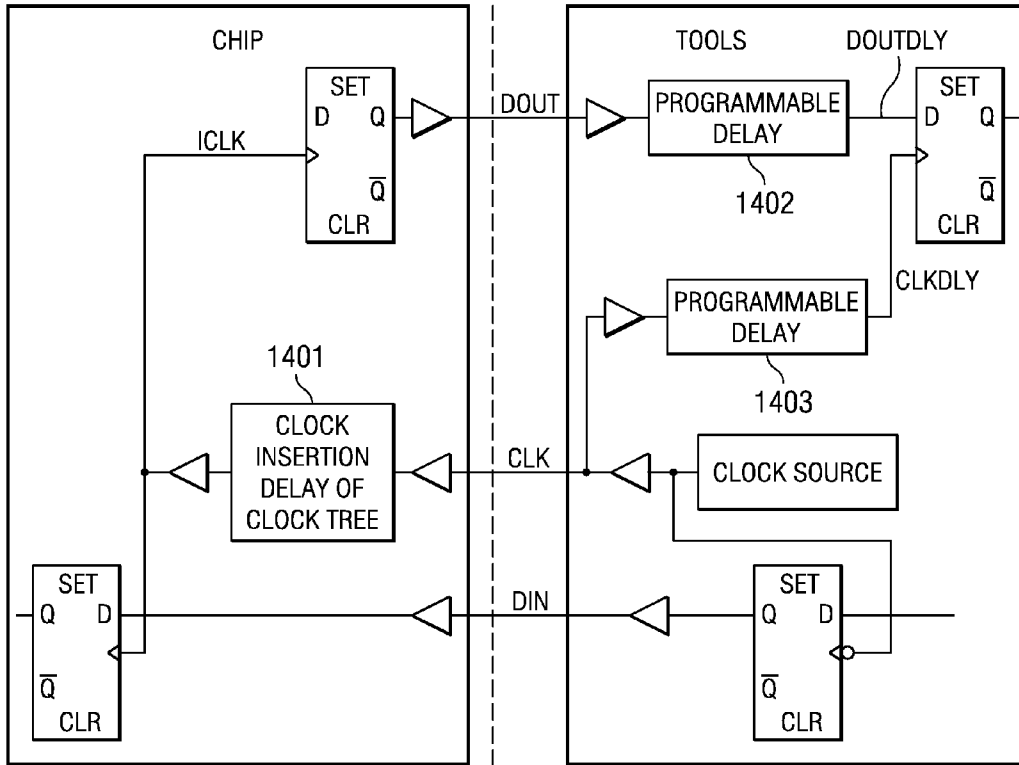 CHIP
TOOLS
DOUTDLY
SET
D Q
Q̅
CLR
ICLK
DOUT
PROGRAMMABLE
DELAY
1402
SET
D Q
Q̅
CLR
CLKDLY
PROGRAMMABLE
DELAY
1403
1401
CLOCK
INSERTION
DELAY OF
CLOCK TREE
CLK
CLOCK SOURCE
SET
Q D
Q̅
CLR
DIN
SET
Q D
Q̅
CLR